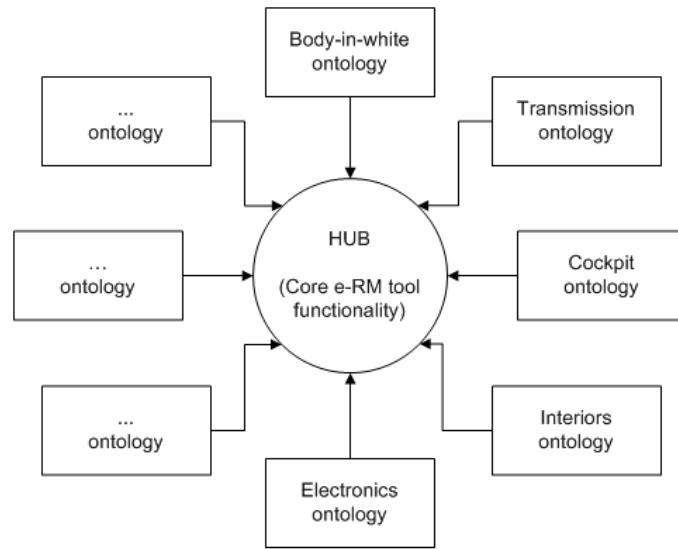 Body-in-white
ontology
...
ontology
Transmission
ontology
...
ontology
HUB
(Core e-RM tool
functionality)
Cockpit
ontology
...
ontology
Interiors
ontology
Electronics
ontology